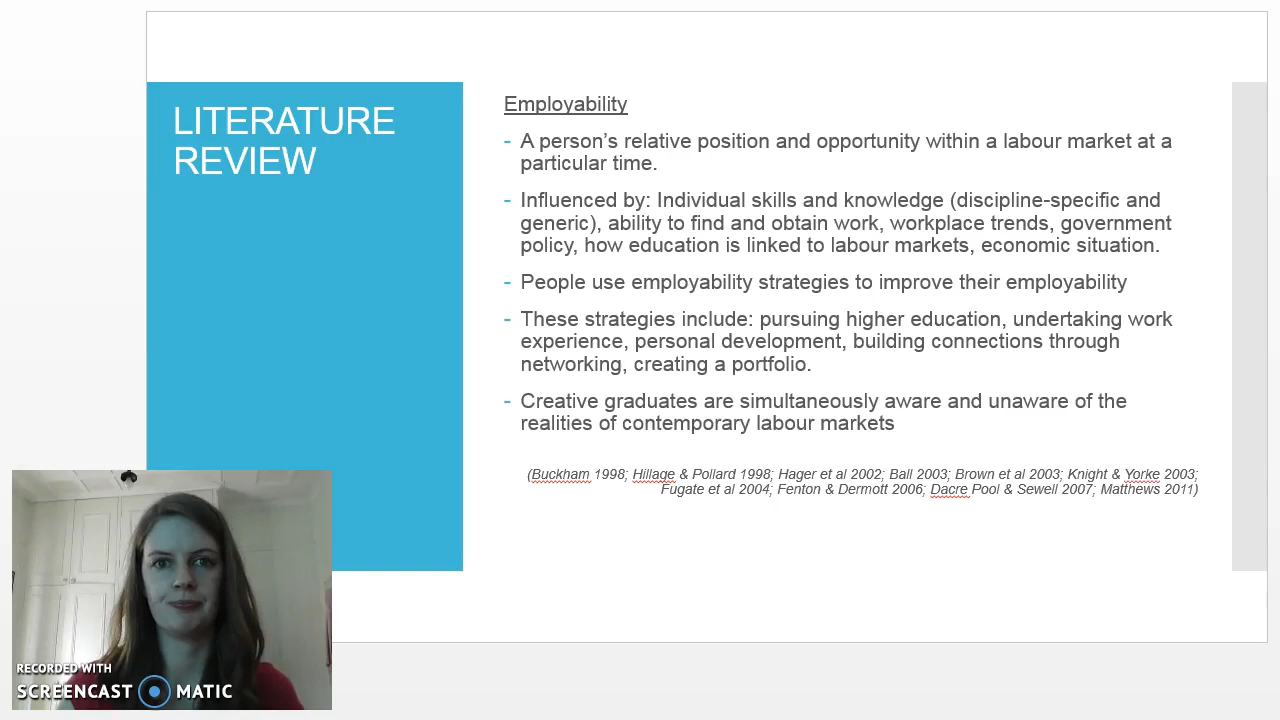 LITERATURE
REVIEW
Employability
- A person’s relative position and opportunity within a labour market at a
particular time.
- Influenced by: Individual skills and knowledge (discipline-specific and
generic), ability to find and obtain work, workplace trends, government
policy, how education is linked to labour markets, economic situation.
- People use employability strategies to improve their employability
- These strategies include: pursuing higher education, undertaking work
experience, personal development, building connections through
networking, creating a portfolio.
- Creative graduates are simultaneously aware and unaware of the
realities of contemporary labour markets
(Buckham 1998; Hillage & Pollard 1998; Hager et al 2002; Ball 2003; Brown et al 2003; Knight & Yorke 2003;
Fugate et al 2004; Fenton & Dermott 2006; Dacre Pool & Sewell 2007; Matthews 2011)
RECORDED WITH
SCREENCAST MATIC